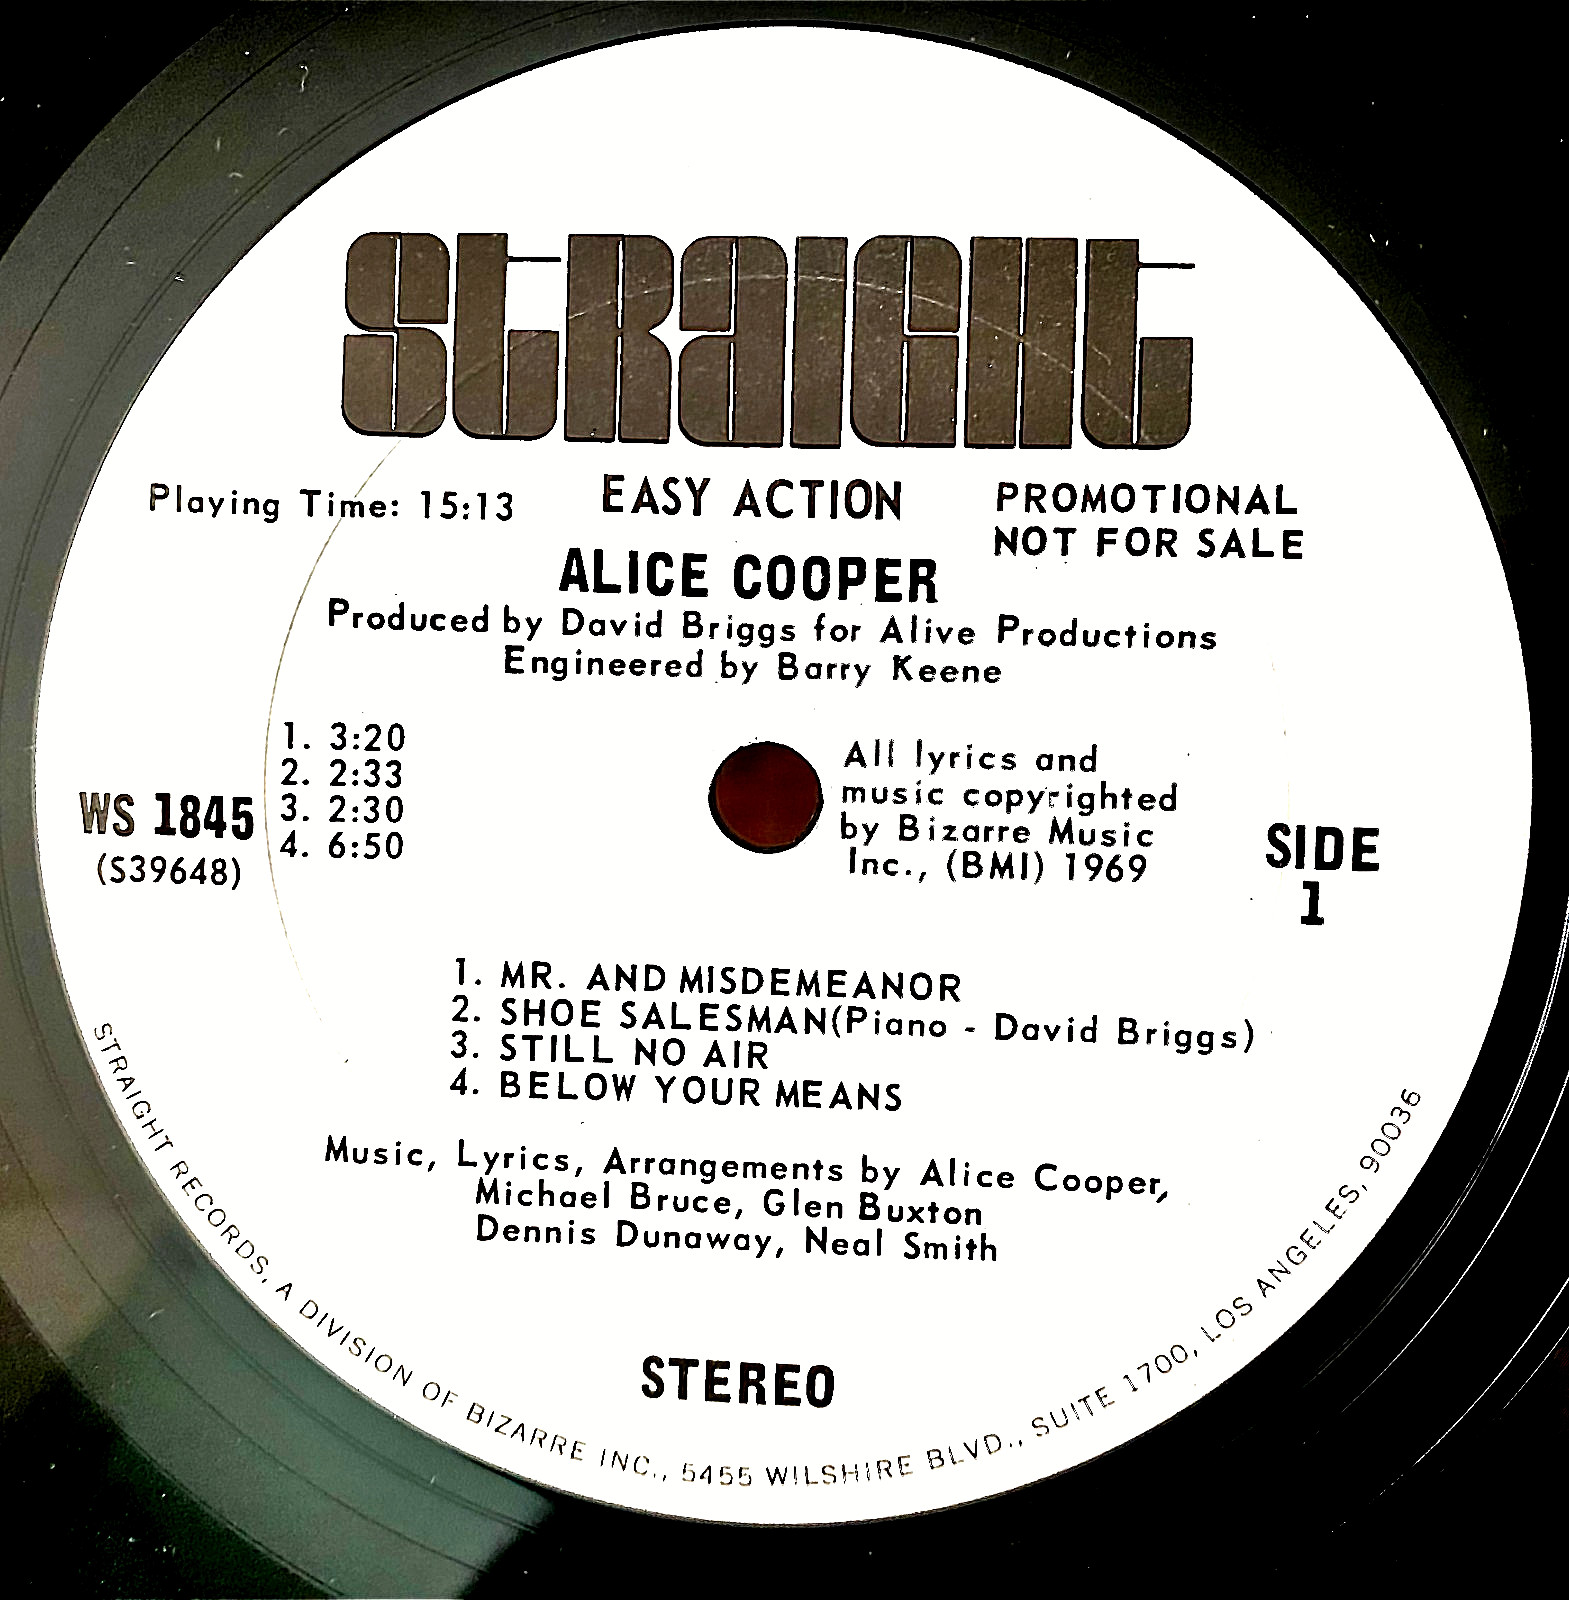 STRAIGHT
Playing Time: 15:13
EASY ACTION
PROMOTIONAL
NOT FOR SALE
ALICE COOPER
Produced by David Briggs for Alive Productions
Engineered by Barry Keene
1. 3:20
2. 2:33
3. 2:30
4. 6:50
WS 1845
(S39648)
All lyrics and
music copyrighted
by Bizarre Music
Inc., (BMI) 1969
SIDE
1
1. MR. AND MISDEMEANOR
2. SHOE SALESMAN(Piano - David Briggs)
3. STILL NO AIR
4. BELOW YOUR MEANS
Music, Lyrics, Arrangements by Alice Cooper,
Michael Bruce, Glen Buxton
Dennis Dunaway, Neal Smith
STEREO
STRAIGHT RECORDS, A DIVISION OF BIZARRE INC., 5455 WILSHIRE BLVD., SUITE 1700, LOS ANGELES, 90036